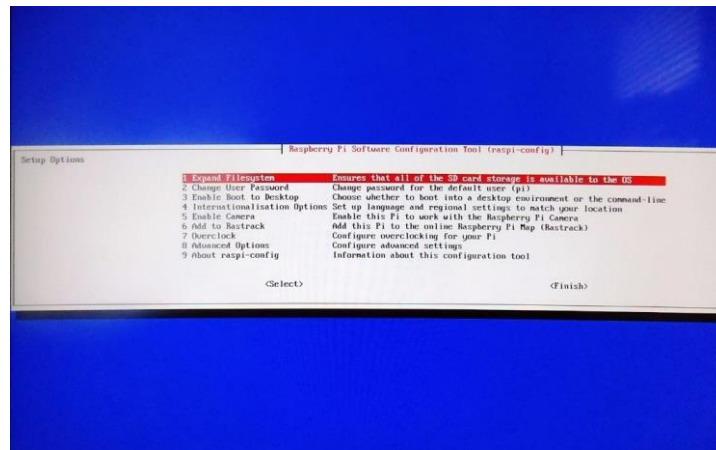 Raspberry Pi Software Configuration Tool (raspi-config)
Setup Options
1 Expand Filesystem Ensures that all of the SD card storage is available to the OS
2 Change User Password Change password for the default user (pi)
3 Enable Boot to Desktop Choose whether to boot into a desktop environment or the command-line
4 Internationalisation Options Set up language and regional settings to match your location
5 Enable Camera Enable this Pi to work with the Raspberry Pi Camera
6 Add to Rastrack Add this Pi to the online Raspberry Pi Map (Rastrack)
7 Overclock Configure overclocking for your Pi
8 Advanced Options Configure advanced settings
9 About raspi-config Information about this configuration tool
<Select> <Finish>